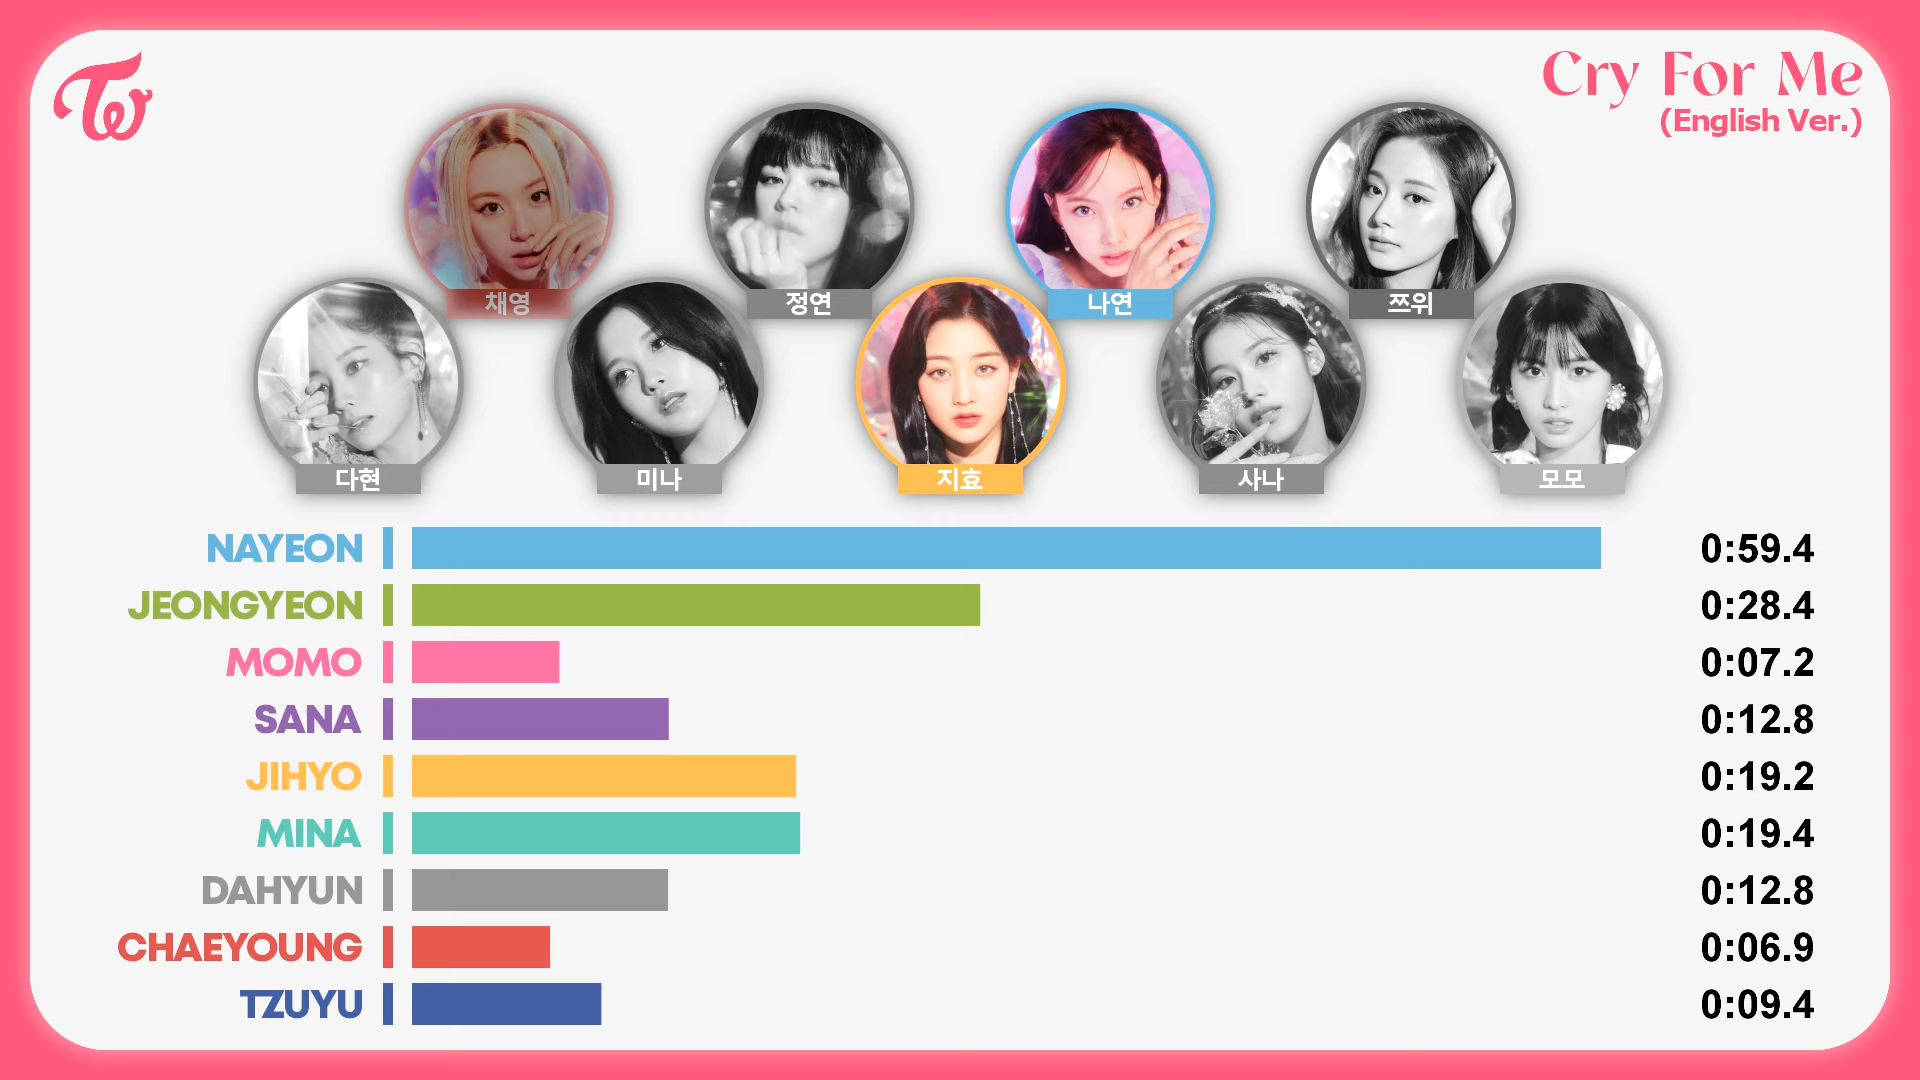 TW
Cry For Me
(English Ver.)
채영
정연
나연
쯔위
다현
미나
지효
사나
모모
NAYEON 0:59.4
JEONGYEON 0:28.4
MOMO 0:07.2
SANA 0:12.8
JIHYO 0:19.2
MINA 0:19.4
DAHYUN 0:12.8
CHAEYOUNG 0:06.9
TZUYU 0:09.4